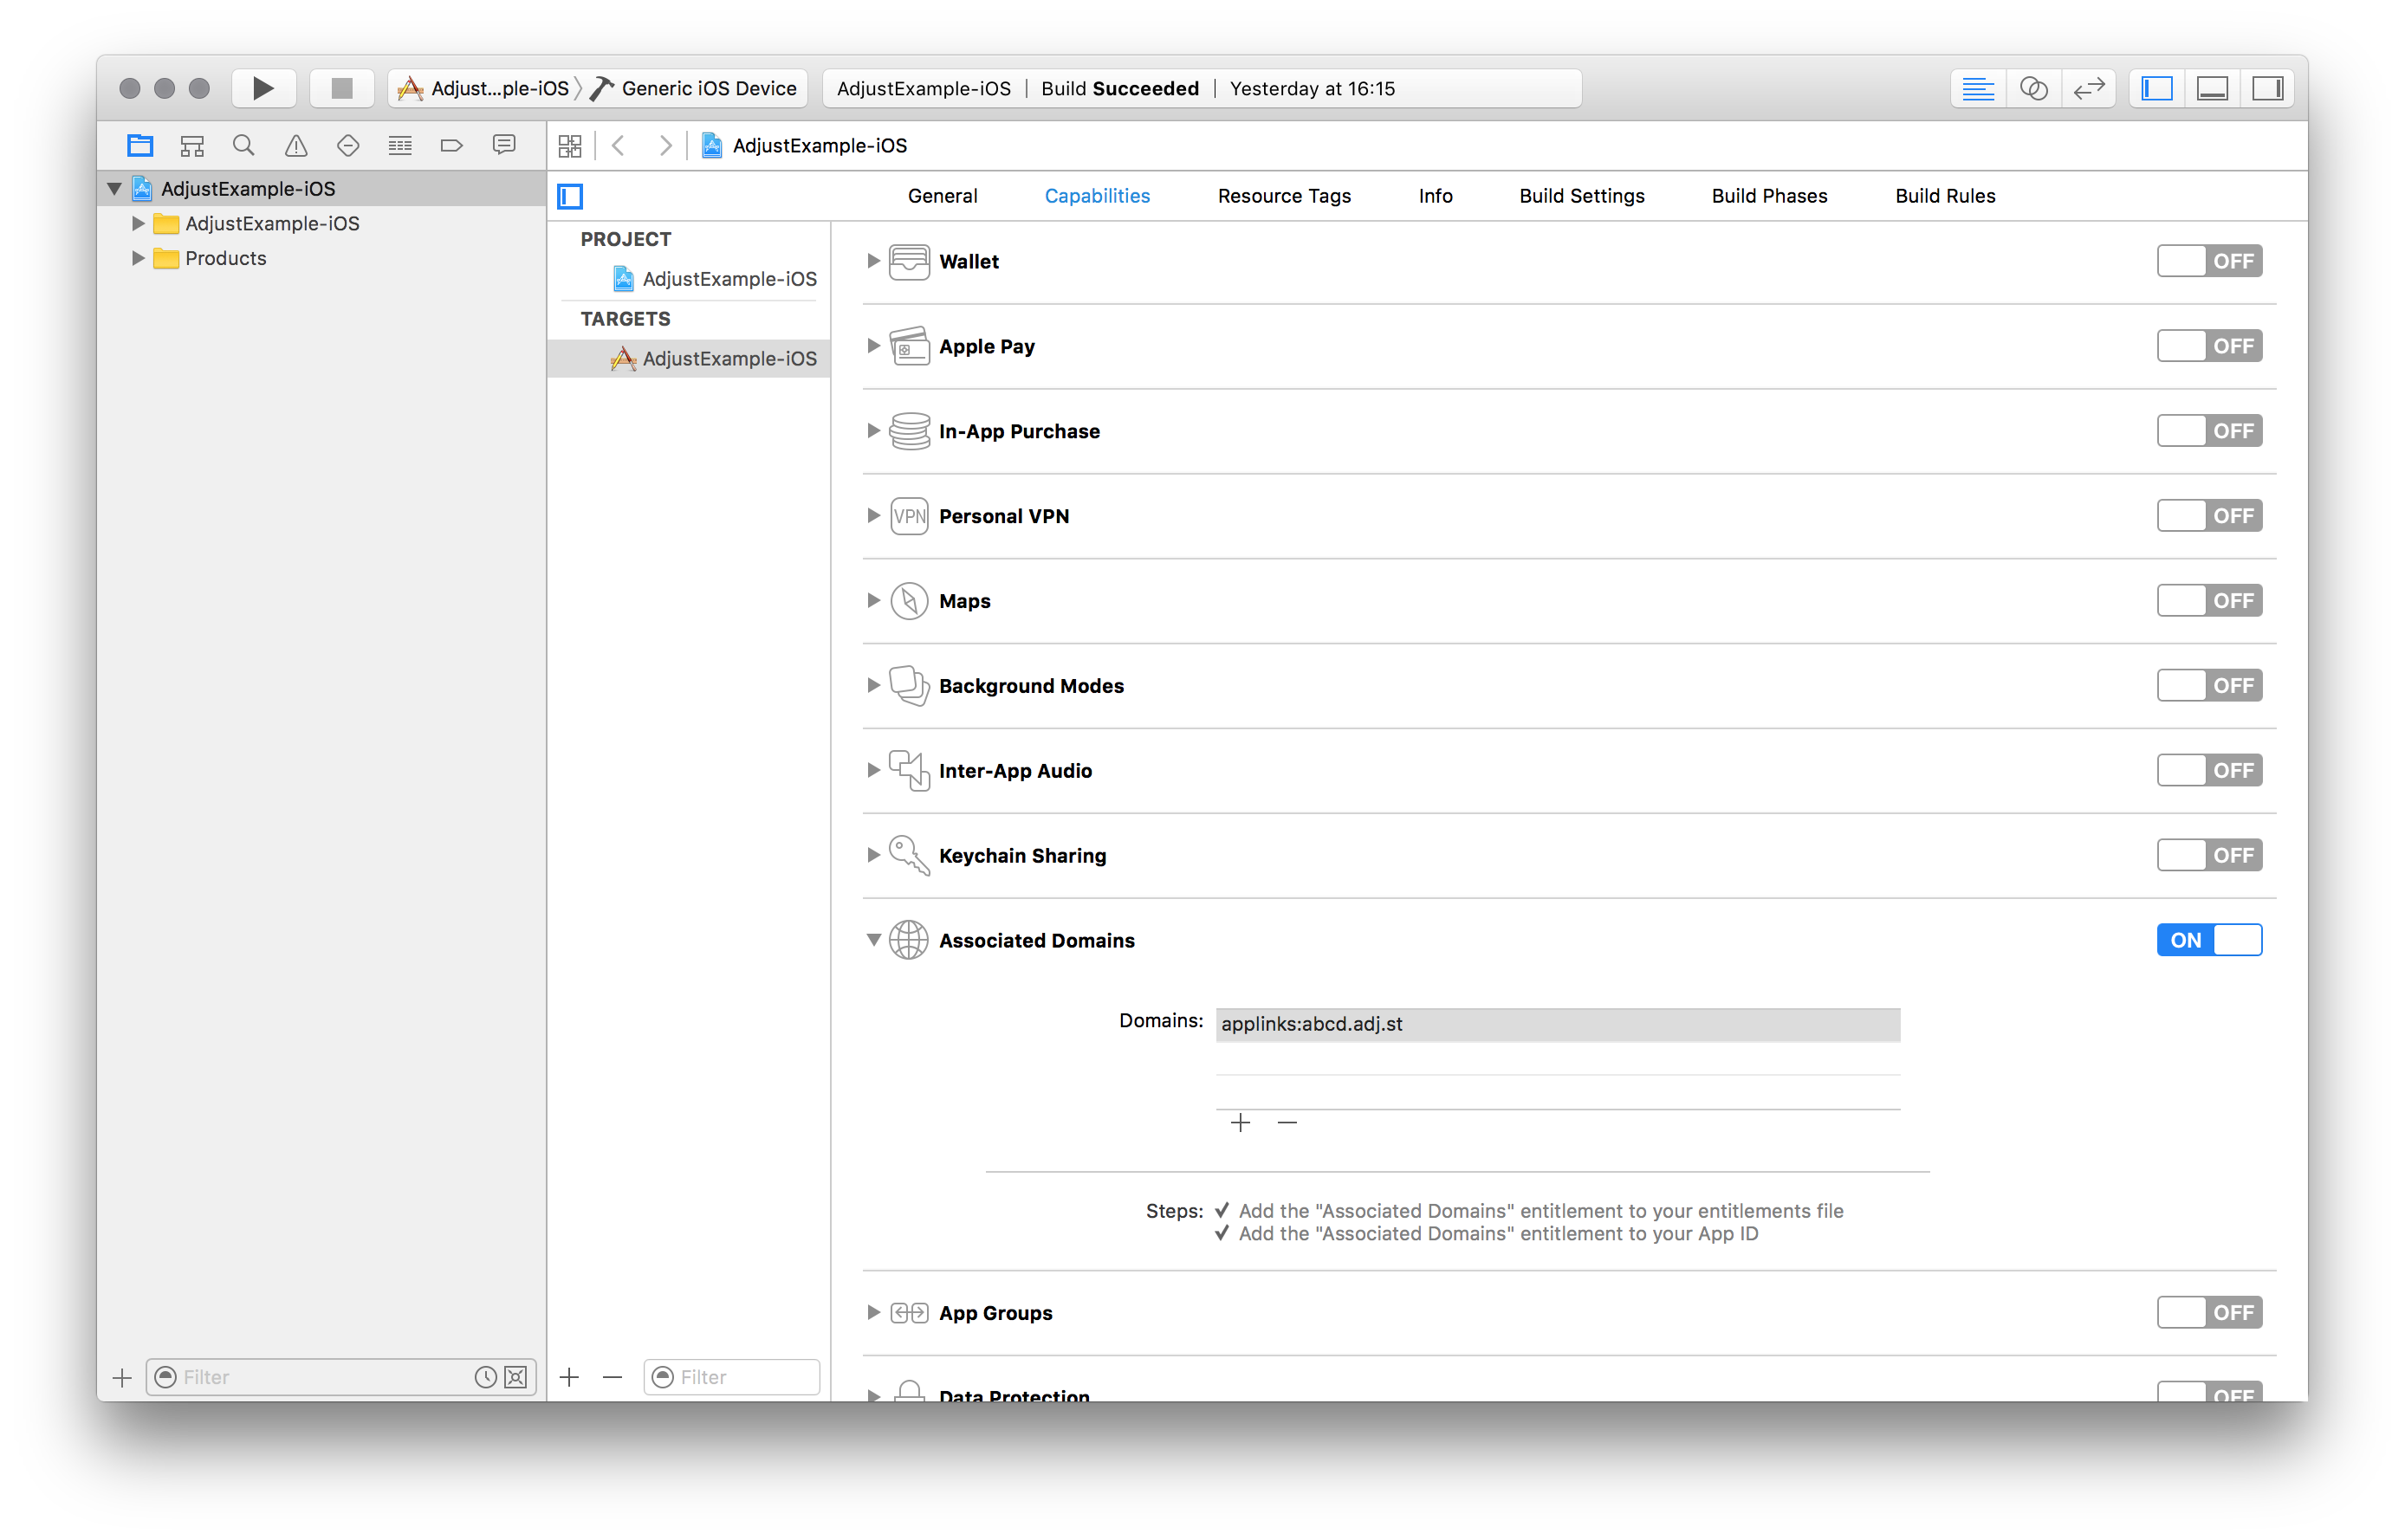 Adjust...ple-iOS Generic iOS Device AdjustExample-iOS | Build Succeeded | Yesterday at 16:15
AdjustExample-iOS
AdjustExample-iOS
AdjustExample-iOS
Products
General Capabilities Resource Tags Info Build Settings Build Phases Build Rules
PROJECT
AdjustExample-iOS
TARGETS
AdjustExample-iOS
Wallet OFF
Apple Pay OFF
In-App Purchase OFF
VPN Personal VPN OFF
Maps OFF
Background Modes OFF
Inter-App Audio OFF
Keychain Sharing OFF
Associated Domains ON
Domains: applinks:abcd.adj.st
Steps: ✓ Add the "Associated Domains" entitlement to your entitlements file
✓ Add the "Associated Domains" entitlement to your App ID
App Groups OFF
Data Protection OFF
Filter
Filter